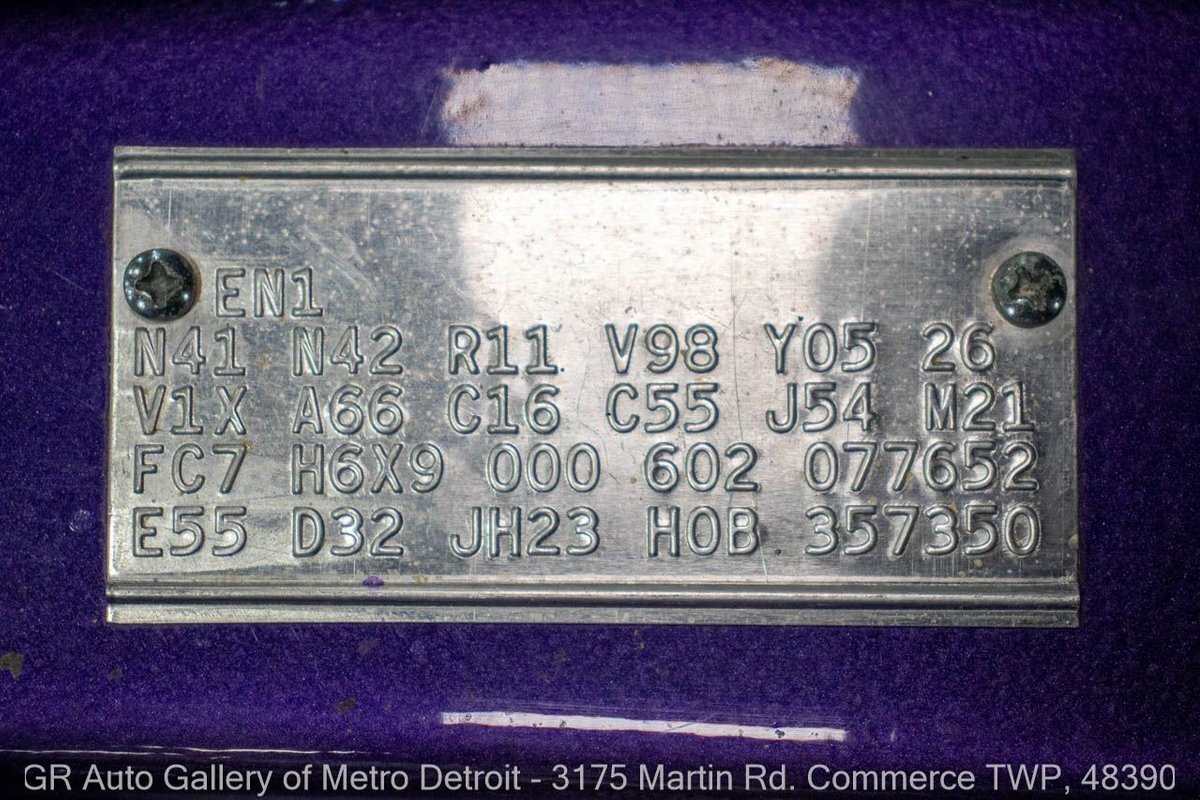 EN1
N41 N42 R11 V98 Y05 26
V1X A66 C16 C55 J54 M21
FC7 H6X9 000 602 077652
E55 D32 JH23 H0B 357350
GR Auto Gallery of Metro Detroit - 3175 Martin Rd. Commerce TWP, 48390